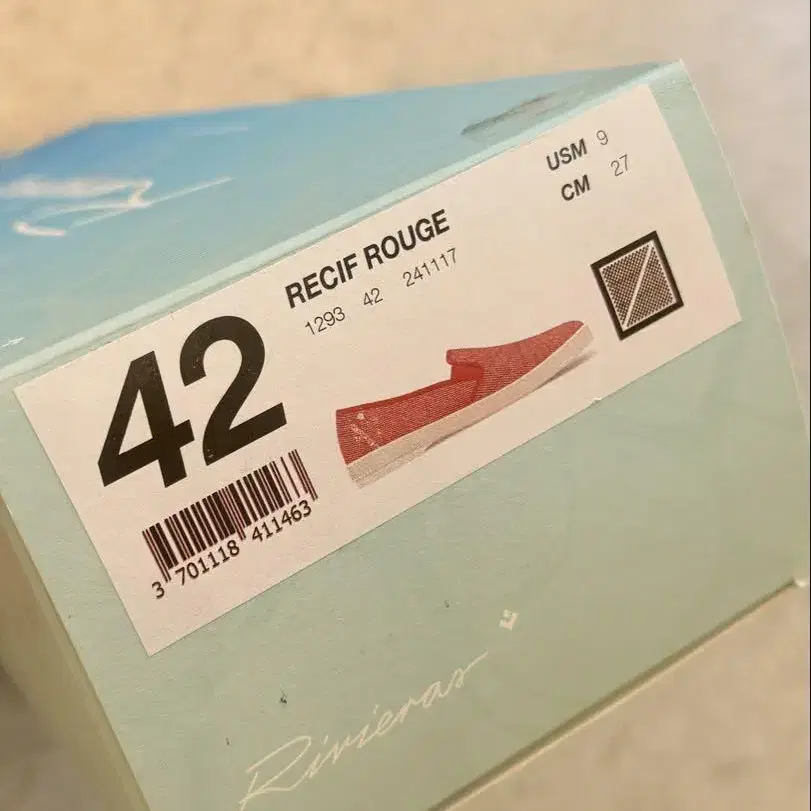 USM 9
CM 27
RECIF ROUGE
1293 42 241117
42
3 701118 411463
Rivieras